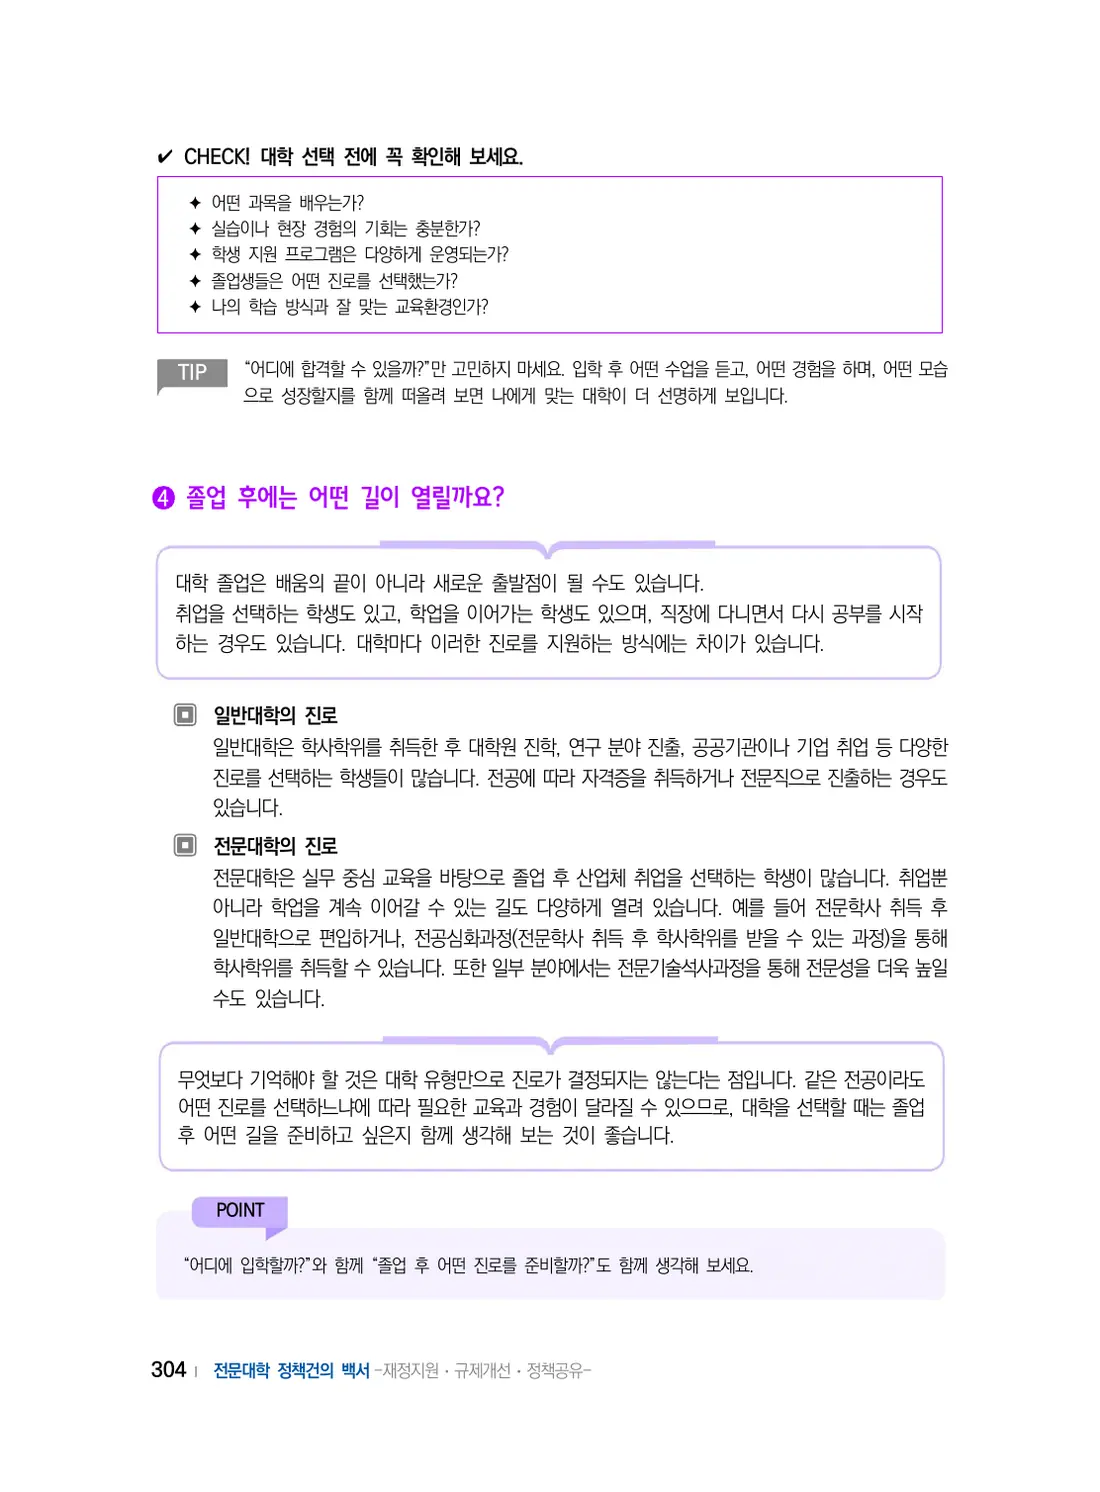 ✔ CHECK! 대학 선택 전에 꼭 확인해 보세요.
✦ 어떤 과목을 배우는가?
✦ 실습이나 현장 경험의 기회는 충분한가?
✦ 학생 지원 프로그램은 다양하게 운영되는가?
✦ 졸업생들은 어떤 진로를 선택했는가?
✦ 나의 학습 방식과 잘 맞는 교육환경인가?
TIP
“어디에 합격할 수 있을까?”만 고민하지 마세요. 입학 후 어떤 수업을 듣고, 어떤 경험을 하며, 어떤 모습
으로 성장할지를 함께 떠올려 보면 나에게 맞는 대학이 더 선명하게 보입니다.
❹ 졸업 후에는 어떤 길이 열릴까요?
대학 졸업은 배움의 끝이 아니라 새로운 출발점이 될 수도 있습니다.
취업을 선택하는 학생도 있고, 학업을 이어가는 학생도 있으며, 직장에 다니면서 다시 공부를 시작
하는 경우도 있습니다. 대학마다 이러한 진로를 지원하는 방식에는 차이가 있습니다.
일반대학의 진로
일반대학은 학사학위를 취득한 후 대학원 진학, 연구 분야 진출, 공공기관이나 기업 취업 등 다양한
진로를 선택하는 학생들이 많습니다. 전공에 따라 자격증을 취득하거나 전문직으로 진출하는 경우도
있습니다.
전문대학의 진로
전문대학은 실무 중심 교육을 바탕으로 졸업 후 산업체 취업을 선택하는 학생이 많습니다. 취업뿐
아니라 학업을 계속 이어갈 수 있는 길도 다양하게 열려 있습니다. 예를 들어 전문학사 취득 후
일반대학으로 편입하거나, 전공심화과정(전문학사 취득 후 학사학위를 받을 수 있는 과정)을 통해
학사학위를 취득할 수 있습니다. 또한 일부 분야에서는 전문기술석사과정을 통해 전문성을 더욱 높일
수도 있습니다.
무엇보다 기억해야 할 것은 대학 유형만으로 진로가 결정되지는 않는다는 점입니다. 같은 전공이라도
어떤 진로를 선택하느냐에 따라 필요한 교육과 경험이 달라질 수 있으므로, 대학을 선택할 때는 졸업
후 어떤 길을 준비하고 싶은지 함께 생각해 보는 것이 좋습니다.
POINT
“어디에 입학할까?”와 함께 “졸업 후 어떤 진로를 준비할까?”도 함께 생각해 보세요.
304 | 전문대학 정책건의 백서 -재정지원·규제개선·정책공유-